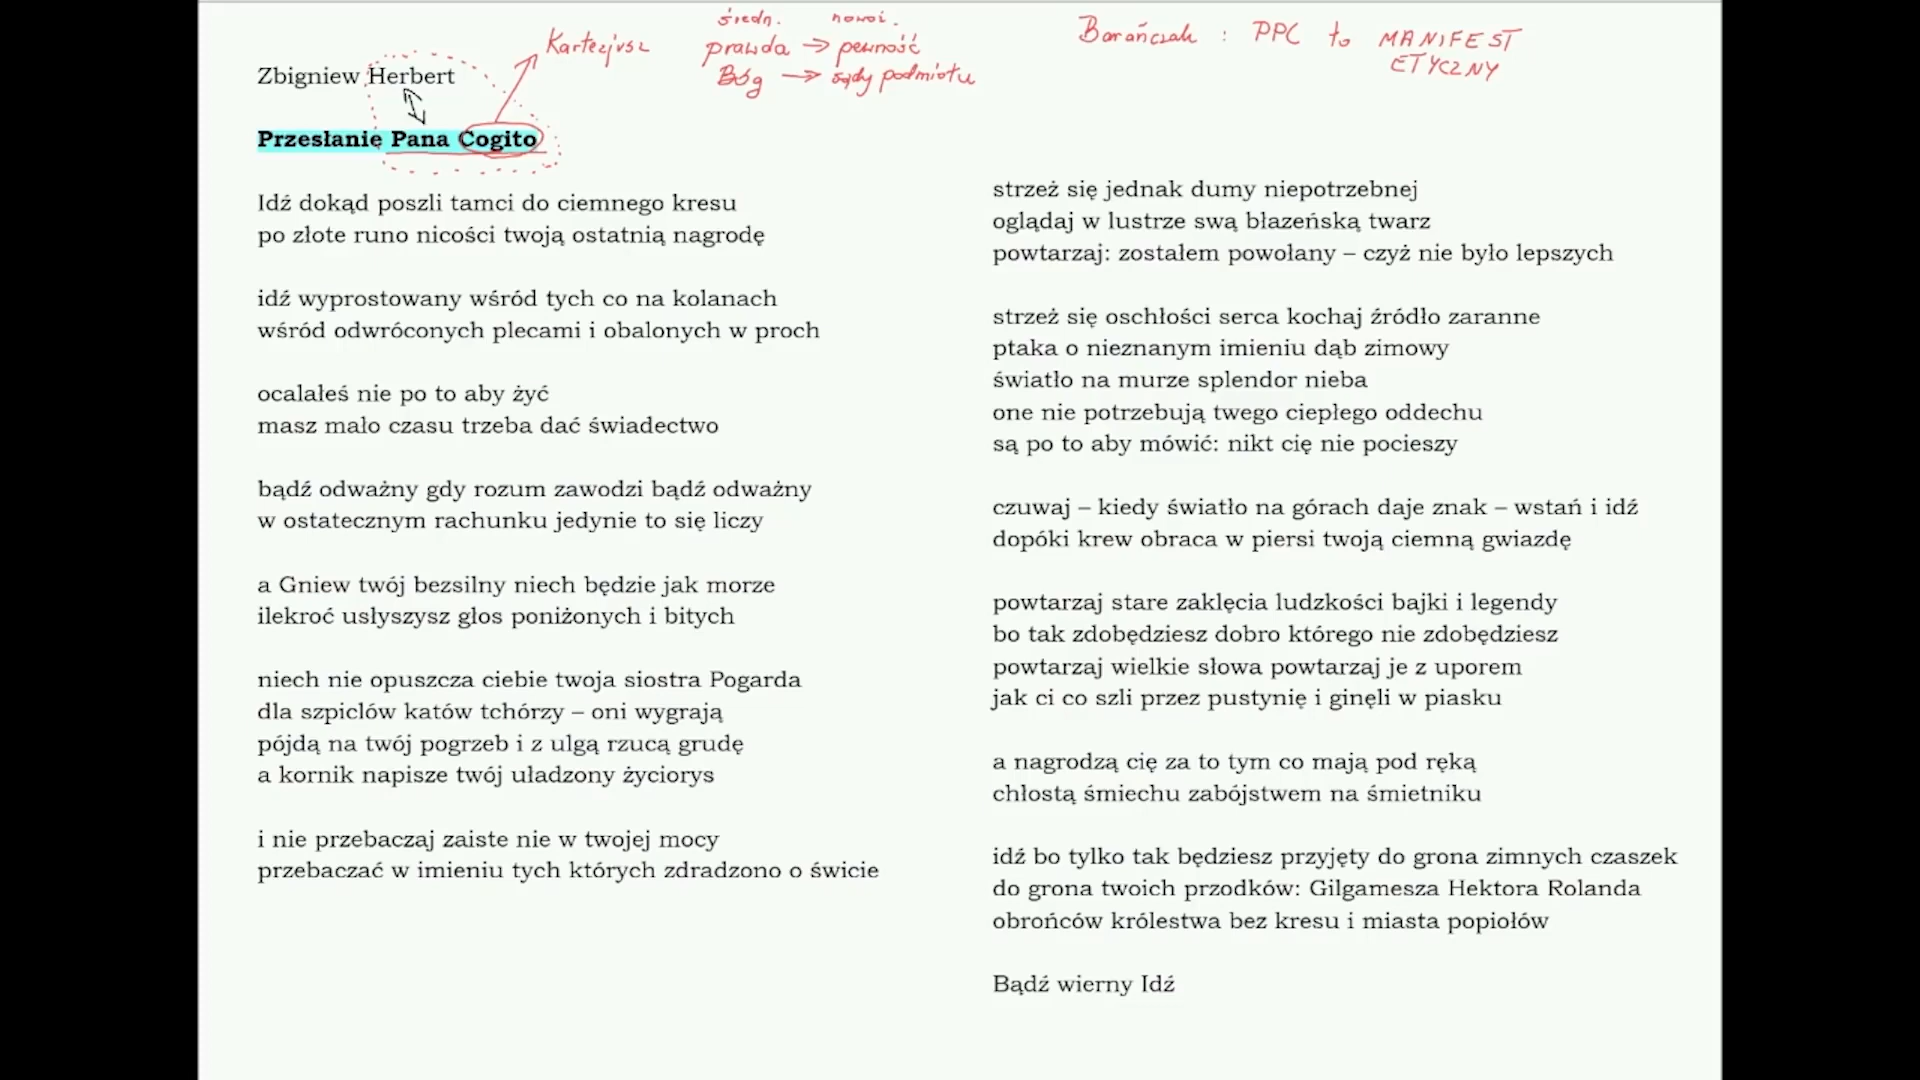 Zbigniew Herbert
Przesłanie Pana Cogito
Kartezjusz
średn. nowoż.
prawda → pewność
Bóg → sądy podmiotu
Barańczak : PPC to MANIFEST
ETYCZNY
Idź dokąd poszli tamci do ciemnego kresu
po złote runo nicości twoją ostatnią nagrodę
idź wyprostowany wśród tych co na kolanach
wśród odwróconych plecami i obalonych w proch
ocalałeś nie po to aby żyć
masz mało czasu trzeba dać świadectwo
bądź odważny gdy rozum zawodzi bądź odważny
w ostatecznym rachunku jedynie to się liczy
a Gniew twój bezsilny niech będzie jak morze
ilekroć usłyszysz głos poniżonych i bitych
niech nie opuszcza ciebie twoja siostra Pogarda
dla szpiclów katów tchórzy – oni wygrają
pójdą na twój pogrzeb i z ulgą rzucą grudę
a kornik napisze twój uładzony życiorys
i nie przebaczaj zaiste nie w twojej mocy
przebaczać w imieniu tych których zdradzono o świcie
strzeż się jednak dumy niepotrzebnej
oglądaj w lustrze swą błazeńską twarz
powtarzaj: zostałem powołany – czyż nie było lepszych
strzeż się oschłości serca kochaj źródło zaranne
ptaka o nieznanym imieniu dąb zimowy
światło na murze splendor nieba
one nie potrzebują twego ciepłego oddechu
są po to aby mówić: nikt cię nie pocieszy
czuwaj – kiedy światło na górach daje znak – wstań i idź
dopóki krew obraca w piersi twoją ciemną gwiazdę
powtarzaj stare zaklęcia ludzkości bajki i legendy
bo tak zdobędziesz dobro którego nie zdobędziesz
powtarzaj wielkie słowa powtarzaj je z uporem
jak ci co szli przez pustynię i ginęli w piasku
a nagrodzą cię za to tym co mają pod ręką
chłostą śmiechu zabójstwem na śmietniku
idź bo tylko tak będziesz przyjęty do grona zimnych czaszek
do grona twoich przodków: Gilgamesza Hektora Rolanda
obrońców królestwa bez kresu i miasta popiołów
Bądź wierny Idź